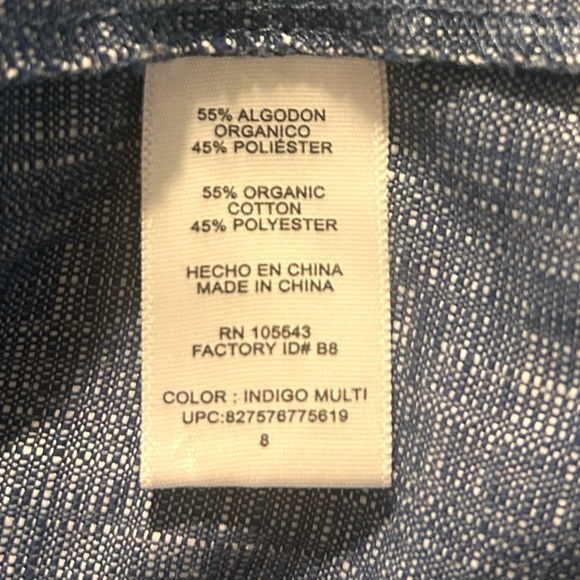 55% ALGODON
ORGANICO
45% POLIÉSTER
55% ORGANIC
COTTON
45% POLYESTER
HECHO EN CHINA
MADE IN CHINA
RN 105543
FACTORY ID# B8
COLOR : INDIGO MULTI
UPC:827576775619
8